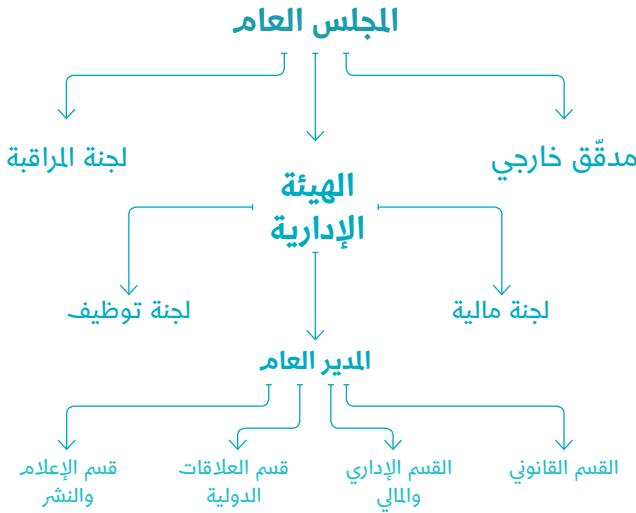 المجلس العام
مدقّق خارجي
لجنة المراقبة
الهيئة
الإدارية
لجنة مالية
لجنة توظيف
المدير العام
القسم القانوني
القسم الإداري
والمالي
قسم العلاقات
الدولية
قسم الإعلام
والنشر